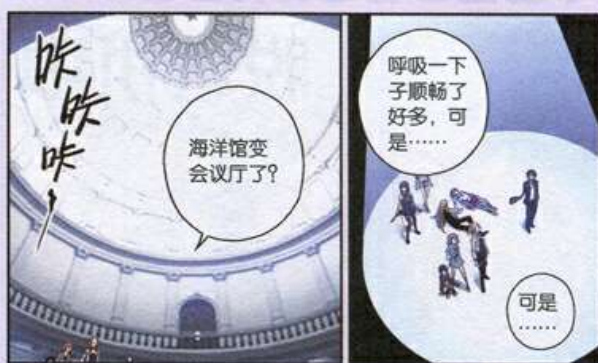 咔
咔
咔
!
海洋馆变
会议厅了?
呼吸一下
子顺畅了
好多，可
是……
可是
……